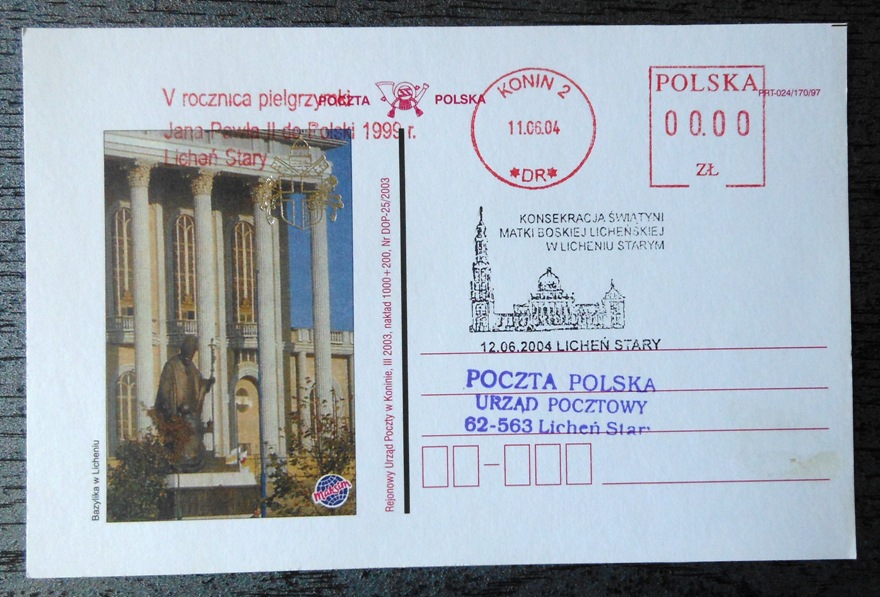 V rocznica pielgrzymki
Jana Pawła II do Polski 1999 r.
Licheń Stary
POCZTA POLSKA
KONIN 2
11.06.04
*DR*
POLSKA
00.00
ZŁ
PRT-024/170/97
KONSEKRACJA ŚWIĄTYNI
MATKI BOSKIEJ LICHEŃSKIEJ
W LICHENIU STARYM
12.06.2004 LICHEŃ STARY
POCZTA POLSKA
URZĄD POCZTOWY
62-563 Licheń Star
Bazylika w Licheniu
Maksam
Rejonowy Urząd Poczty w Koninie, III 2003, nakład 1000+200, Nr DOP-25/2003